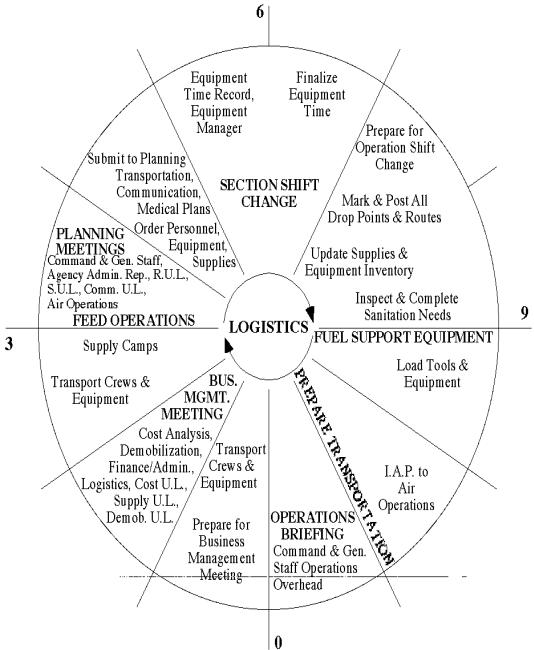 6
Equipment
Time Record,
Equipment
Manager
Finalize
Equipment
Time
Prepare for
Operation Shift
Change
Submit to Planning
Transportation,
Communication,
Medical Plans
SECTION SHIFT
CHANGE
Mark & Post All
Drop Points & Routes
Order Personnel,
Equipment,
Supplies
PLANNING
MEETINGS
Command & Gen. Staff,
Agency Admin. Rep., R.U.L.,
S.U.L., Comm. U.L.,
Air Operations
Update Supplies &
Equipment Inventory
Inspect & Complete
Sanitation Needs
9
FEED OPERATIONS
LOGISTICS
FUEL SUPPORT EQUIPMENT
3
Supply Camps
Transport Crews &
Equipment
Load Tools &
Equipment
BUS.
MGMT.
MEETING
Cost Analysis,
Demobilization,
Finance/Admin.,
Logistics, Cost U.L.,
Supply U.L.,
Demob. U.L.
Transport
Crews &
Equipment
Prepare for
Business
Management
Meeting
PREPARE TRANSPORTATION
I.A.P. to
Air
Operations
OPERATIONS
BRIEFING
Command & Gen.
Staff Operations
Overhead
0